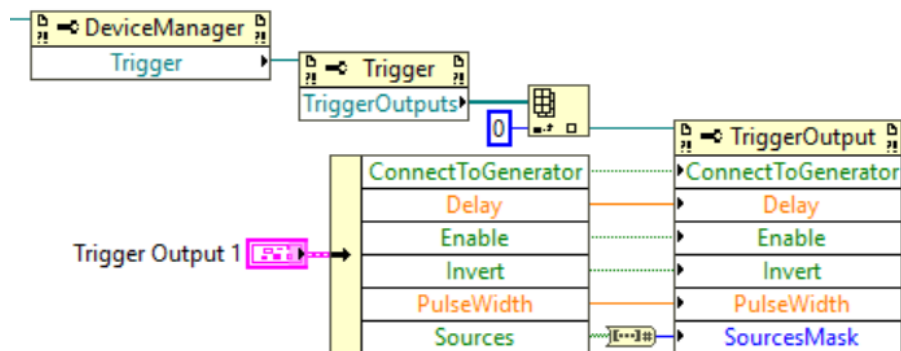 DeviceManager
Trigger
Trigger
TriggerOutputs
0
TriggerOutput
ConnectToGenerator
ConnectToGenerator
Delay
Delay
Enable
Enable
Trigger Output 1
Invert
Invert
PulseWidth
PulseWidth
Sources
[...]#
SourcesMask